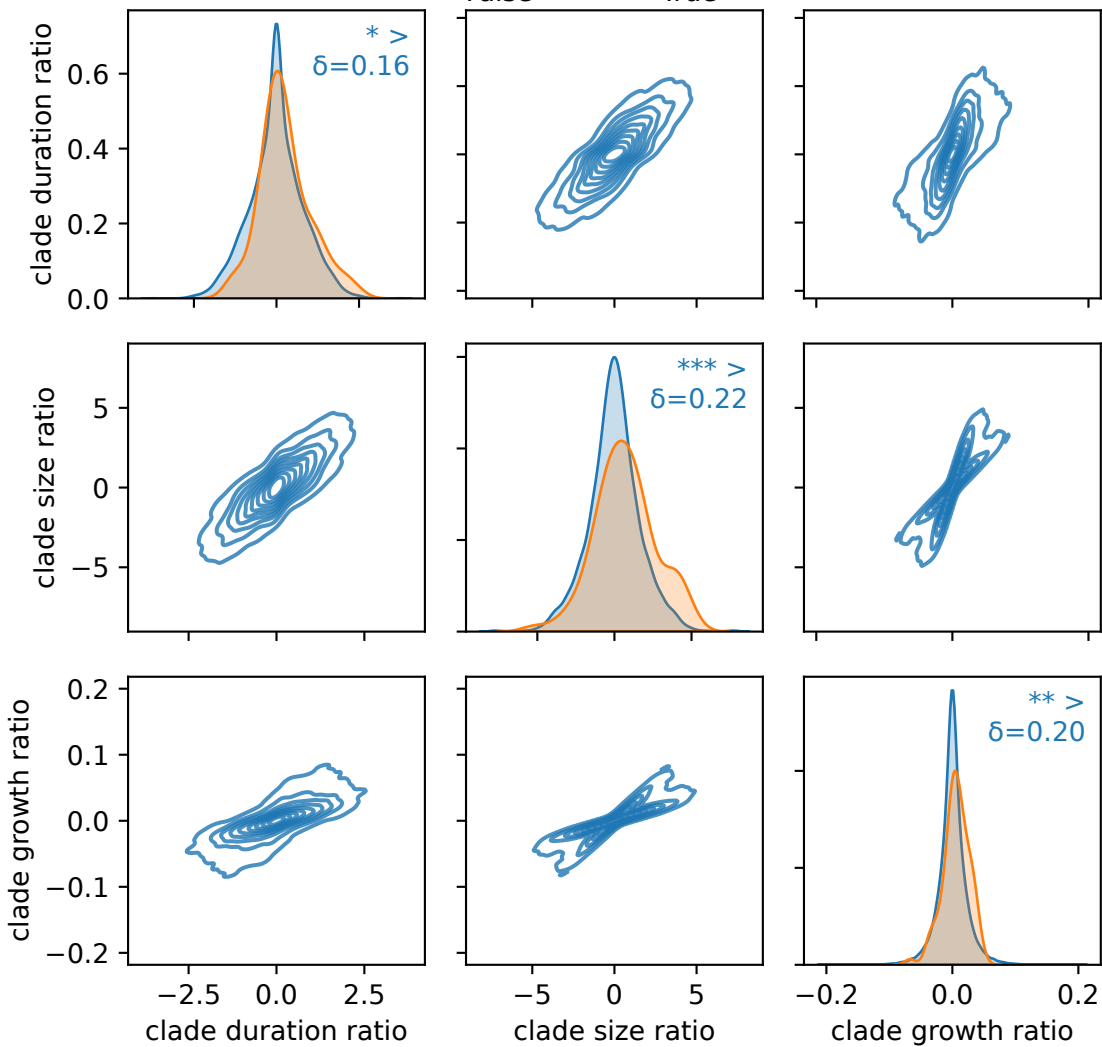 clade duration ratio
0.6
0.4
0.2
0.0
* >
δ=0.16
clade size ratio
5
0
−5
*** >
δ=0.22
clade growth ratio
0.2
0.1
0.0
−0.1
−0.2
** >
δ=0.20
−2.5 0.0 2.5
clade duration ratio
−5 0 5
clade size ratio
−0.2 0.0 0.2
clade growth ratio